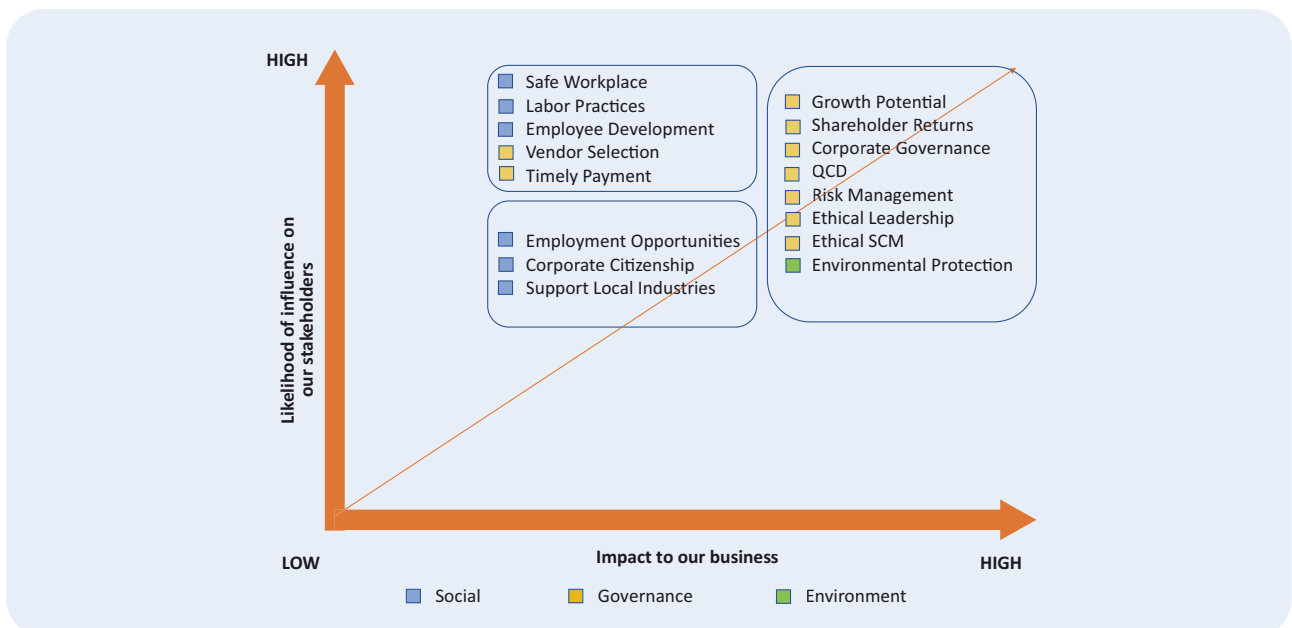 HIGH
Safe Workplace
Labor Practices
Employee Development
Vendor Selection
Timely Payment
Growth Potential
Shareholder Returns
Corporate Governance
QCD
Risk Management
Ethical Leadership
Ethical SCM
Environmental Protection
Employment Opportunities
Corporate Citizenship
Support Local Industries
Likelihood of influence on
our stakeholders
LOW
Impact to our business
HIGH
Social
Governance
Environment